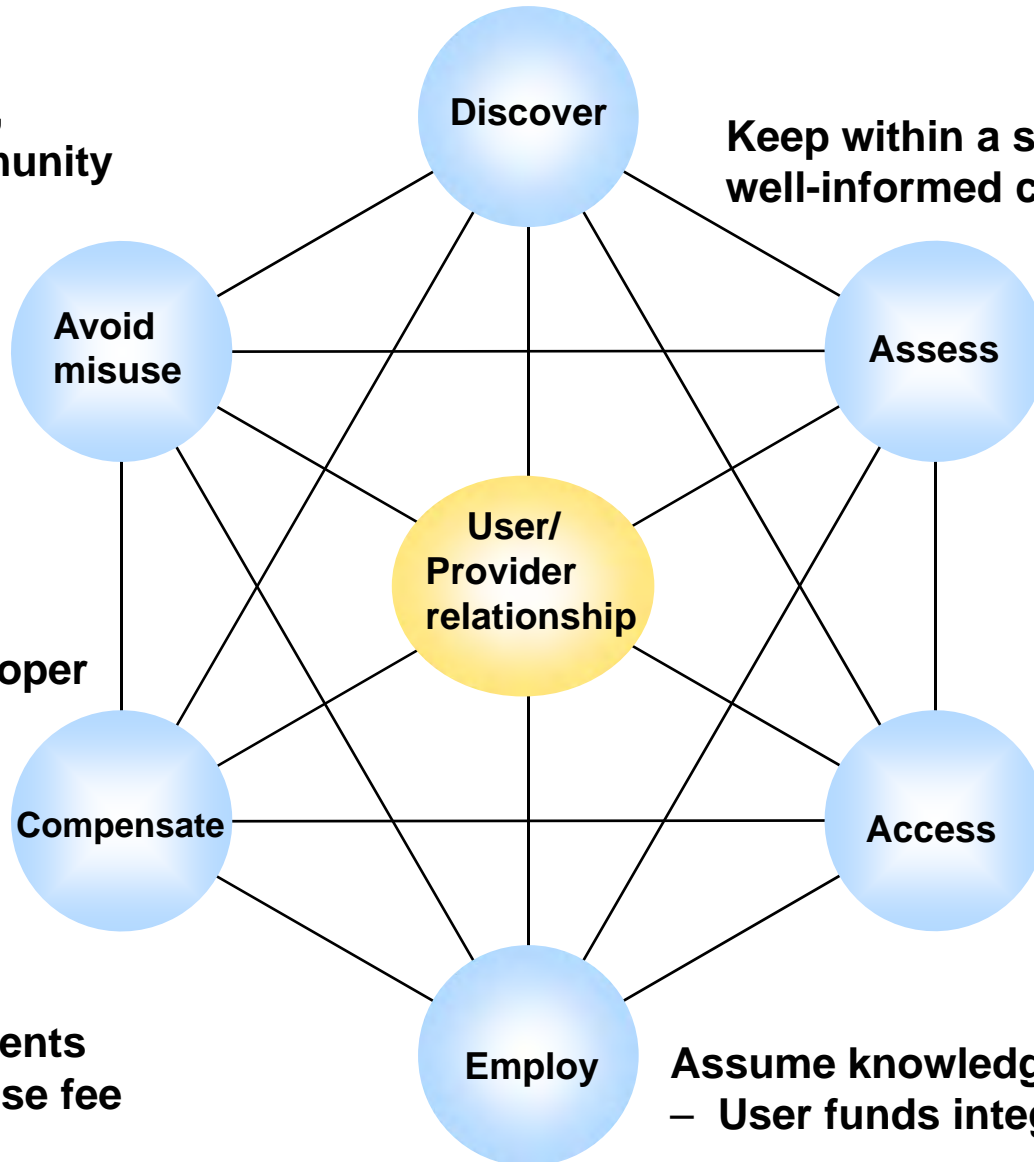 Discover
,
munity
Keep within a s
well-informed c
Avoid
misuse
Assess
User/
Provider
relationship
oper
Compensate
Access
ents
se fee
Employ
Assume knowledg
– User funds integ